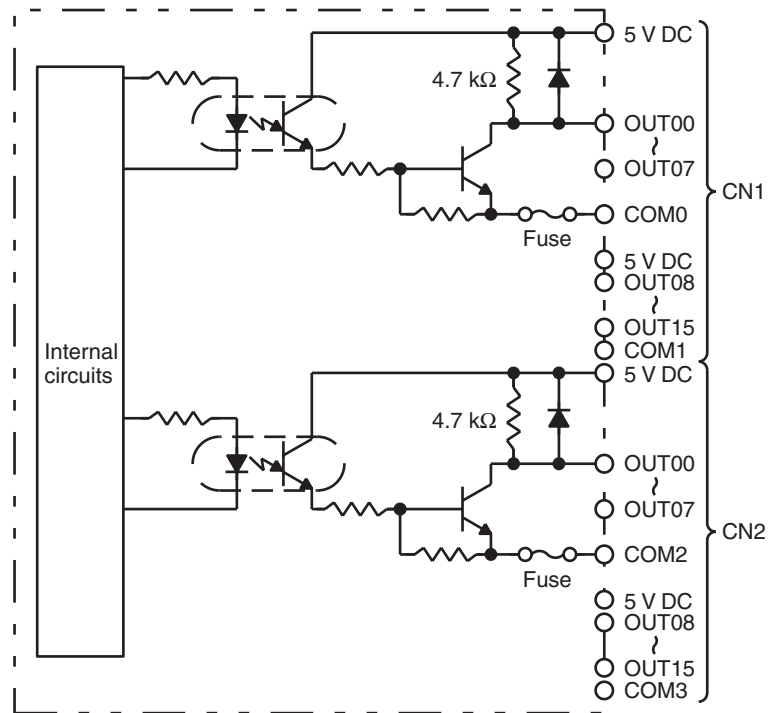 5 V DC
4.7 kΩ
OUT00
~
OUT07
CN1
COM0
Fuse
5 V DC
OUT08
~
OUT15
COM1
Internal
circuits
5 V DC
4.7 kΩ
OUT00
~
OUT07
CN2
COM2
Fuse
5 V DC
OUT08
~
OUT15
COM3